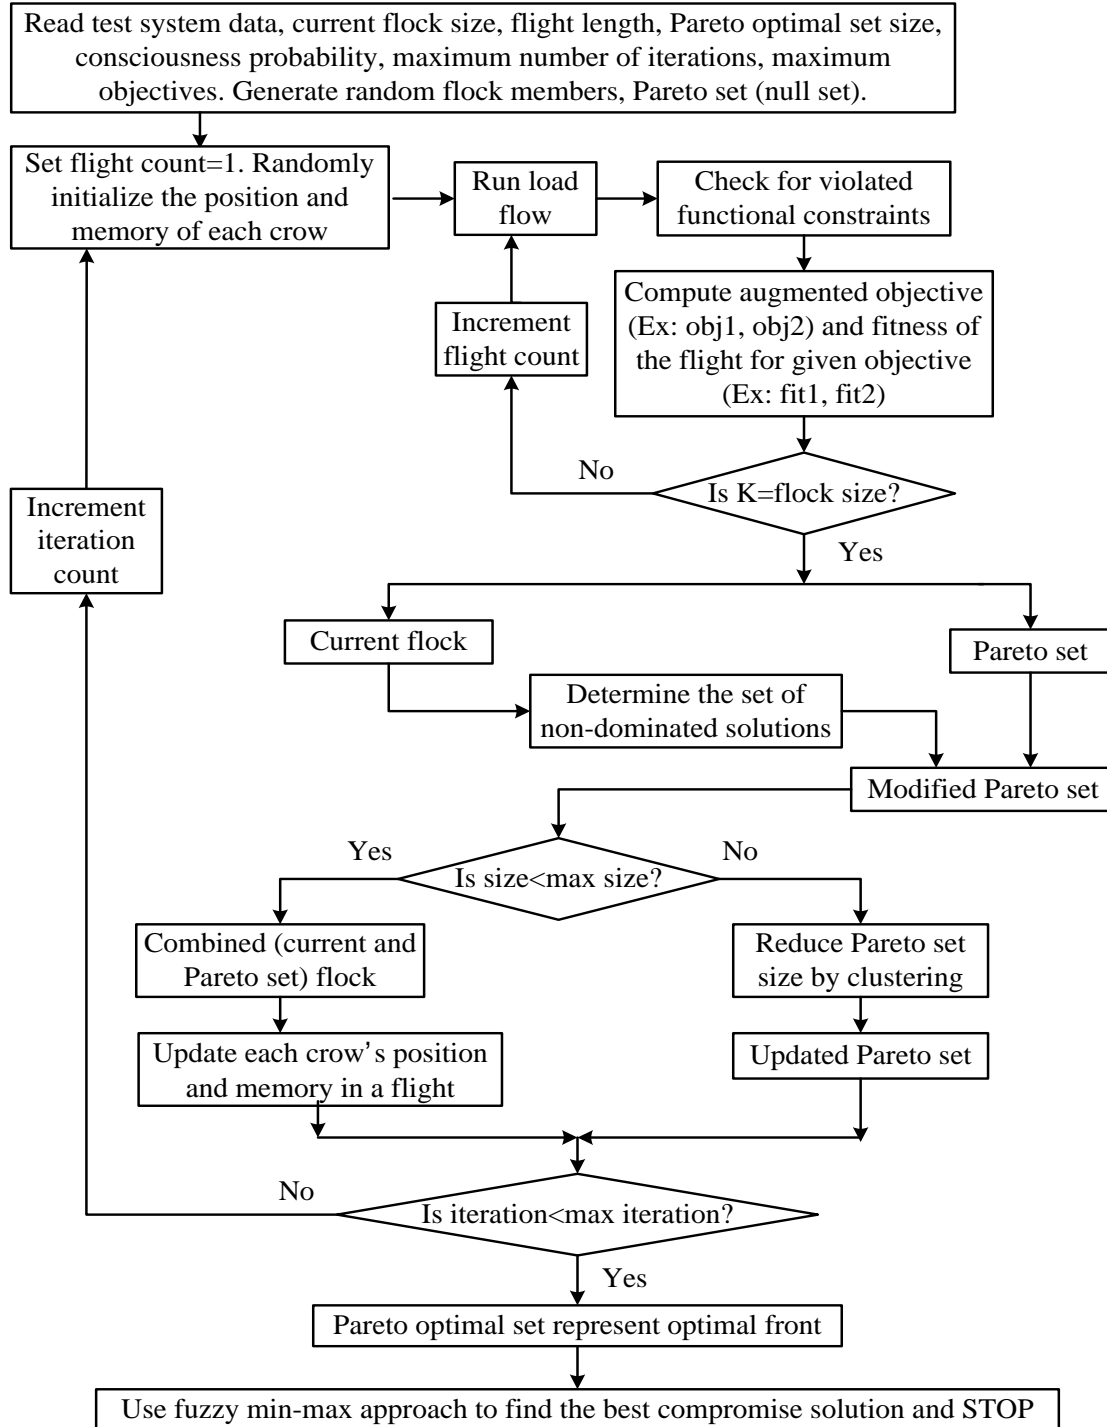 Read test system data, current flock size, flight length, Pareto optimal set size,
consciousness probability, maximum number of iterations, maximum
objectives. Generate random flock members, Pareto set (null set).
Set flight count=1. Randomly
initialize the position and
memory of each crow
Run load
flow
Check for violated
functional constraints
Increment
flight count
Compute augmented objective
(Ex: obj1, obj2) and fitness of
the flight for given objective
(Ex: fit1, fit2)
No
Is K=flock size?
Yes
Increment
iteration
count
Current flock
Pareto set
Determine the set of
non-dominated solutions
Modified Pareto set
Yes
Is size<max size?
No
Combined (current and
Pareto set) flock
Reduce Pareto set
size by clustering
Update each crow’s position
and memory in a flight
Updated Pareto set
No
Is iteration<max iteration?
Yes
Pareto optimal set represent optimal front
Use fuzzy min-max approach to find the best compromise solution and STOP